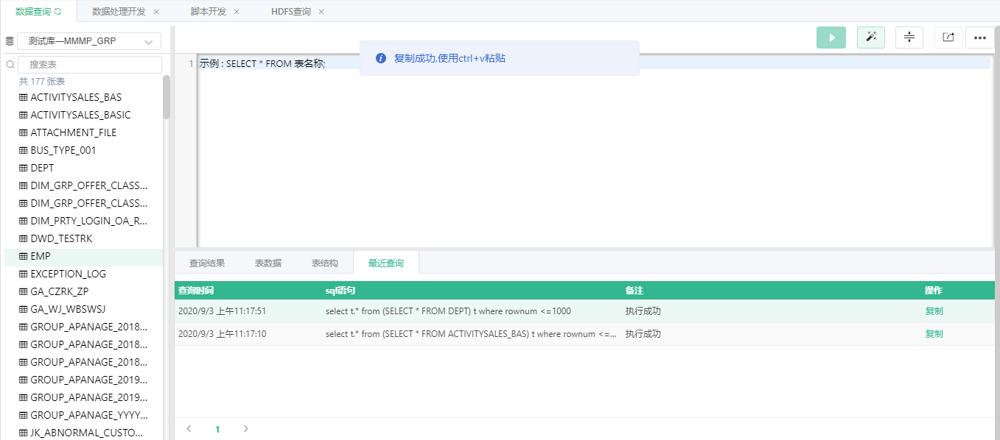 数据查询 数据处理开发 × 脚本开发 × HDFS查询 ×
测试库—MMMP_GRP
搜索表
共 177 张表
ACTIVITYSALES_BAS
ACTIVITYSALES_BASIC
ATTACHMENT_FILE
BUS_TYPE_001
DEPT
DIM_GRP_OFFER_CLASS...
DIM_GRP_OFFER_CLASS...
DIM_PRTY_LOGIN_OA_R...
DWD_TESTRK
EMP
EXCEPTION_LOG
GA_CZRK_ZP
GA_WJ_WBSWSJ
GROUP_APANAGE_2018...
GROUP_APANAGE_2018...
GROUP_APANAGE_2018...
GROUP_APANAGE_2019...
GROUP_APANAGE_2019...
GROUP_APANAGE_YYYY...
JK_ABNORMAL_CUSTO...
复制成功,使用ctrl+v粘贴
1 示例 : SELECT * FROM 表名称;
查询结果 表数据 表结构 最近查询
查询时间 sql语句 备注 操作
2020/9/3 上午11:17:51 select t.* from (SELECT * FROM DEPT) t where rownum <=1000 执行成功 复制
2020/9/3 上午11:17:10 select t.* from (SELECT * FROM ACTIVITYSALES_BAS) t where rownum <=... 执行成功 复制
1